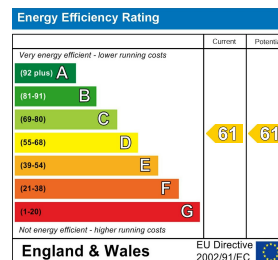 Energy Efficiency Rating
Current Potentia
Very energy efficient - lower running costs
(92 plus) A
(81-91) B
(69-80) C
(55-68) D
61 61
(39-54) E
(21-38) F
(1-20) G
Not energy efficient - higher running costs
England & Wales
EU Directive
2002/91/EC